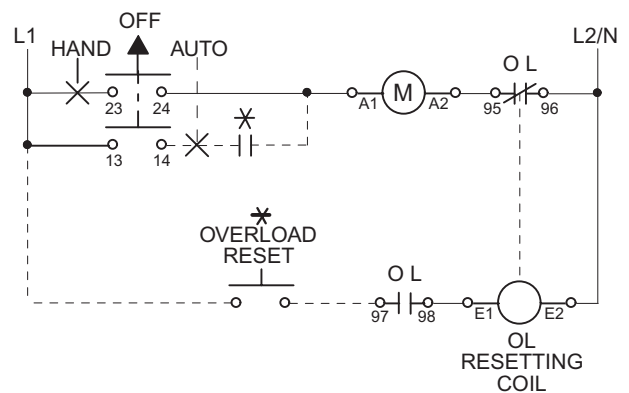 OFF
L1
HAND
AUTO
L2/N
O L
M
23
24
A1
A2
95
96
13
14
OVERLOAD
RESET
O L
97
98
E1
E2
OL
RESETTING
COIL